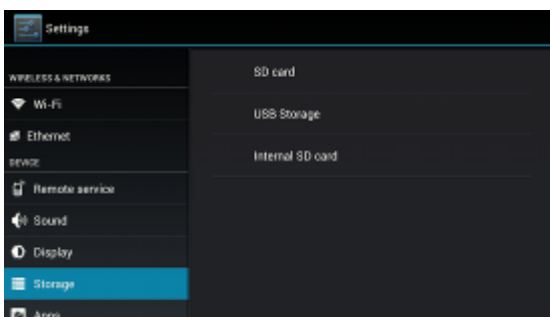 Settings
WIRELESS & NETWORKS
Wi-Fi
Ethernet
DEVICE
Remote service
Sound
Display
Storage
Apps
SD card
USB Storage
Internal SD card